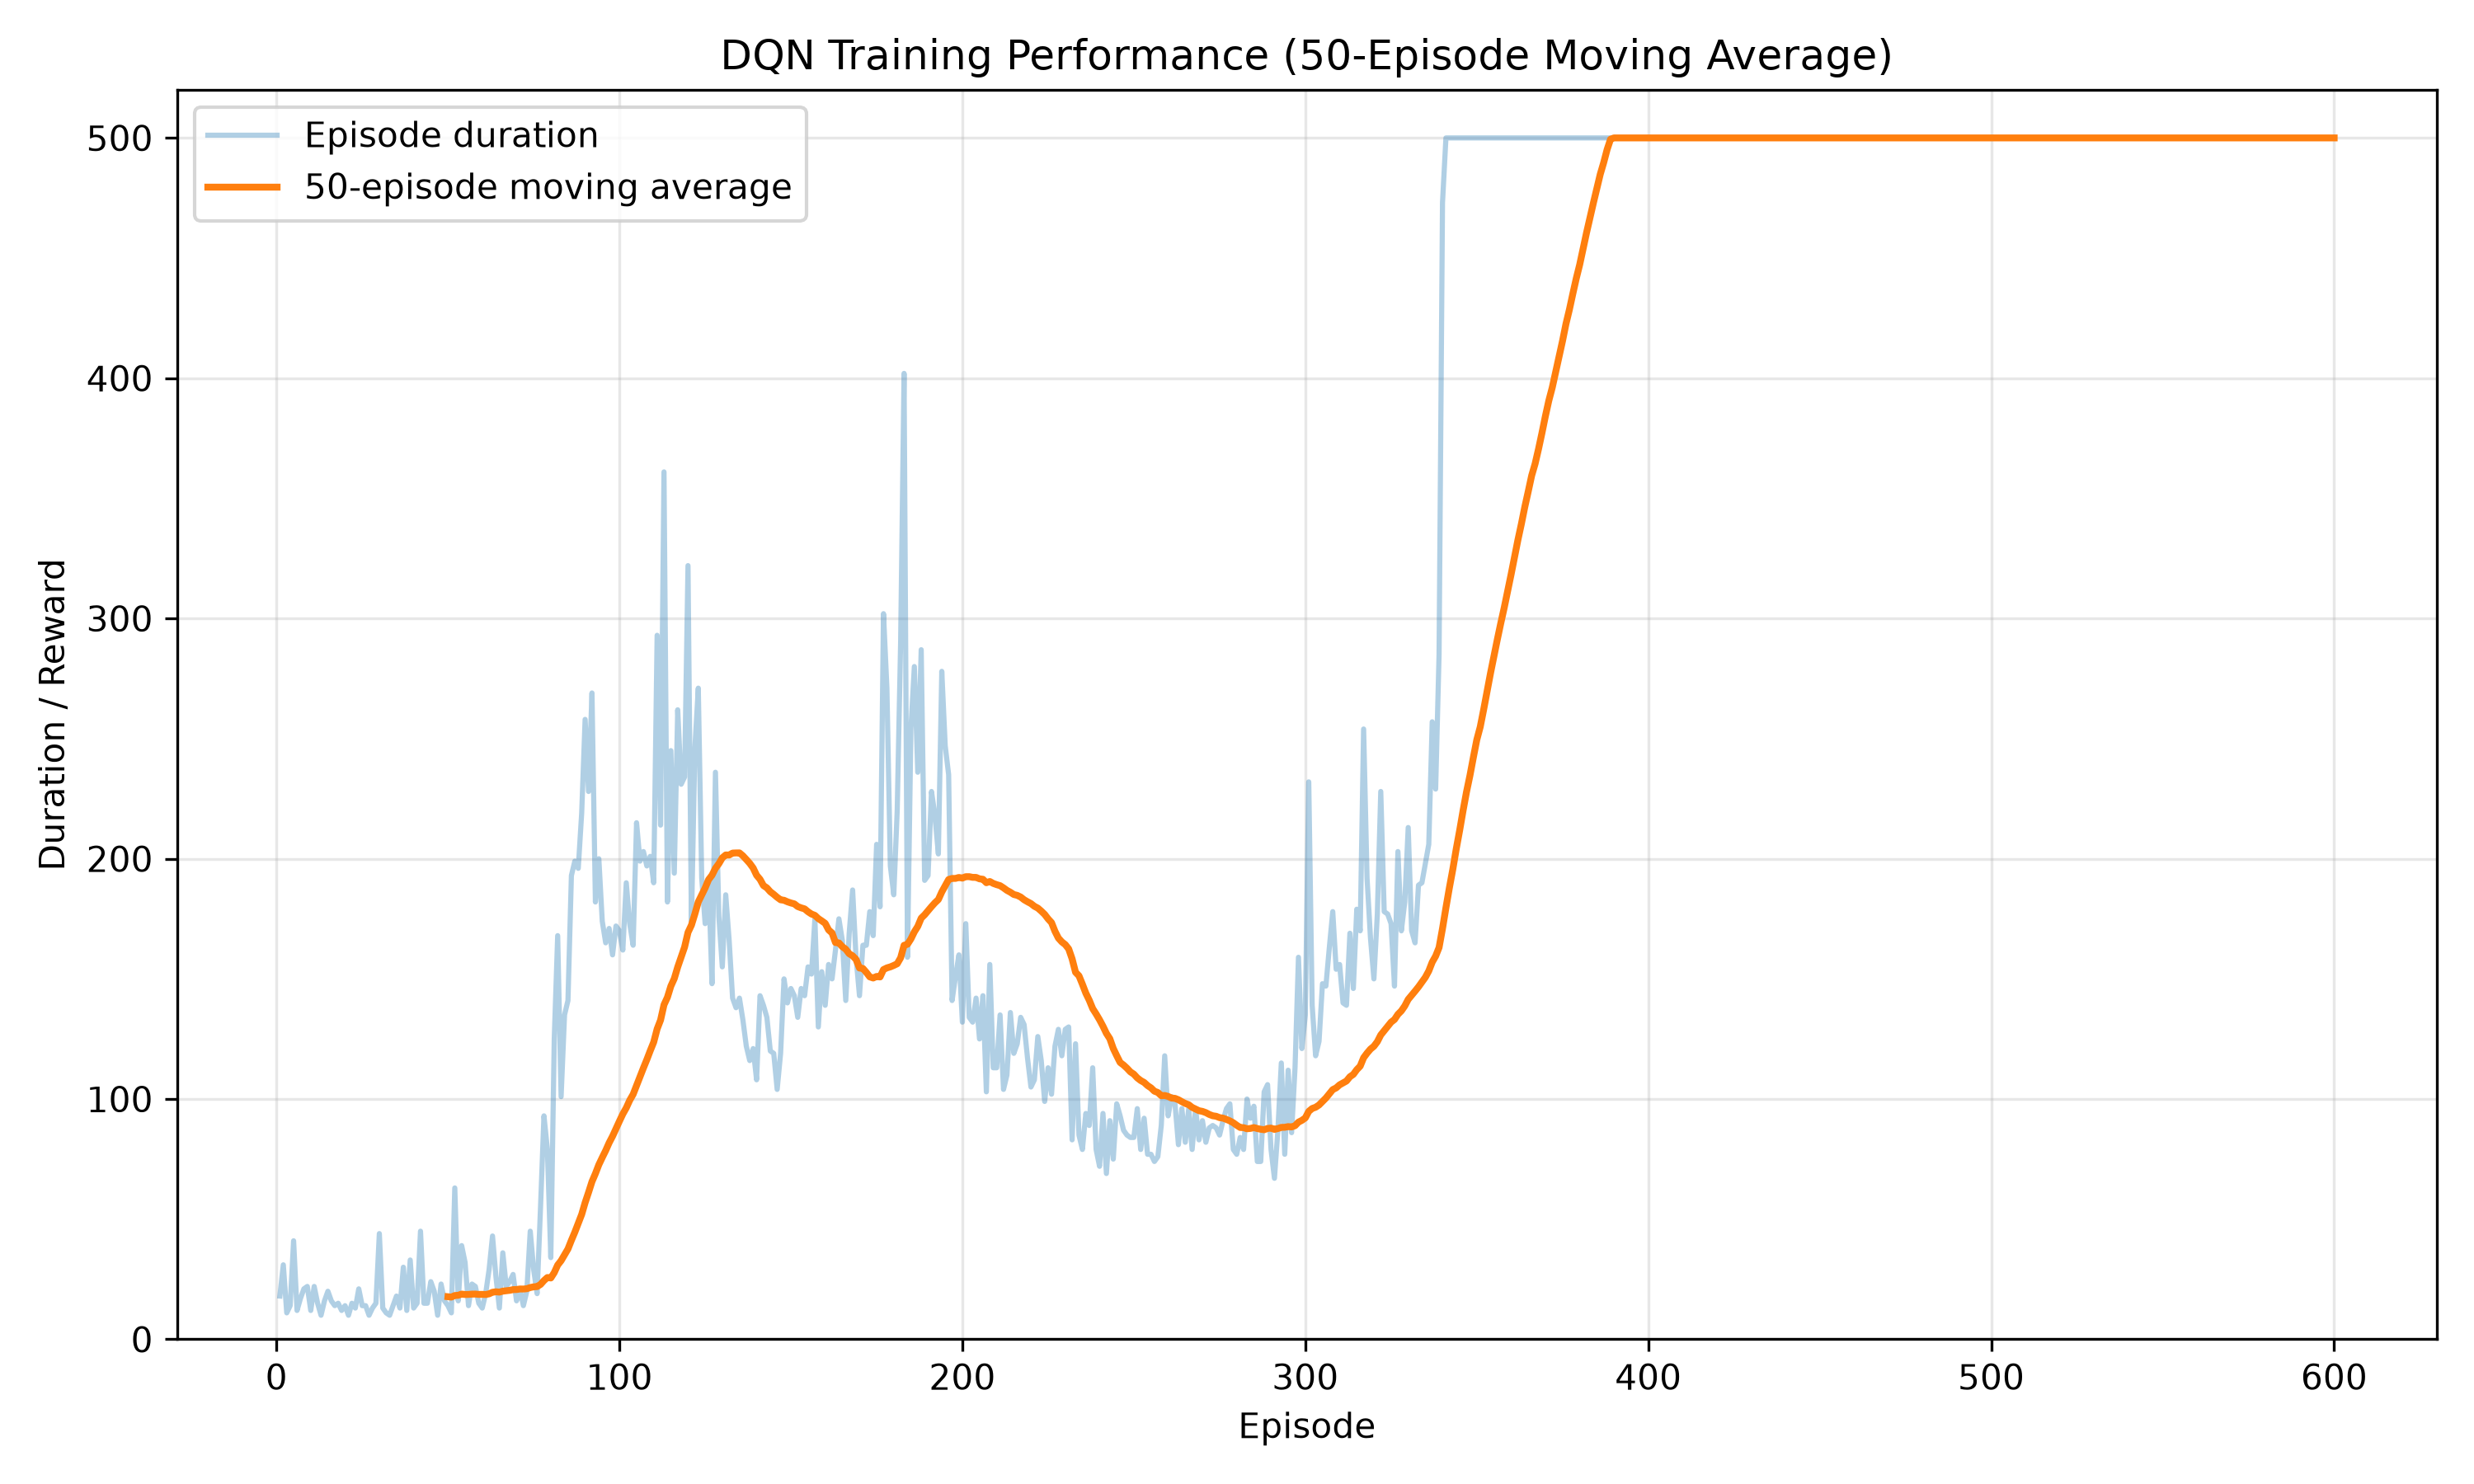 DQN Training Performance (50-Episode Moving Average)
Episode duration
50-episode moving average
Duration / Reward
500
400
300
200
100
0
0 100 200 300 400 500 600
Episode